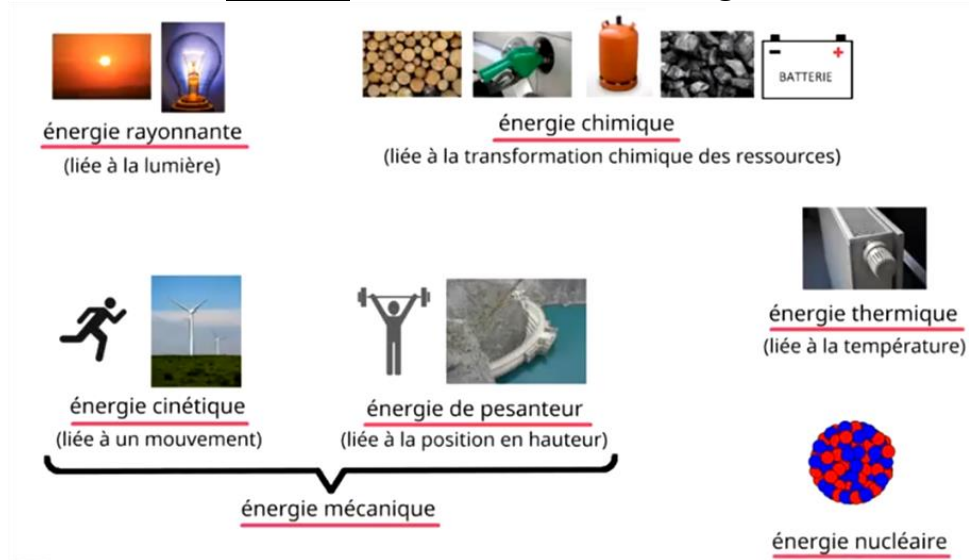 énergie rayonnante
(liée à la lumière)
- +
BATTERIE
énergie chimique
(liée à la transformation chimique des ressources)
énergie thermique
(liée à la température)
énergie cinétique
(liée à un mouvement)
énergie de pesanteur
(liée à la position en hauteur)
énergie mécanique
énergie nucléaire